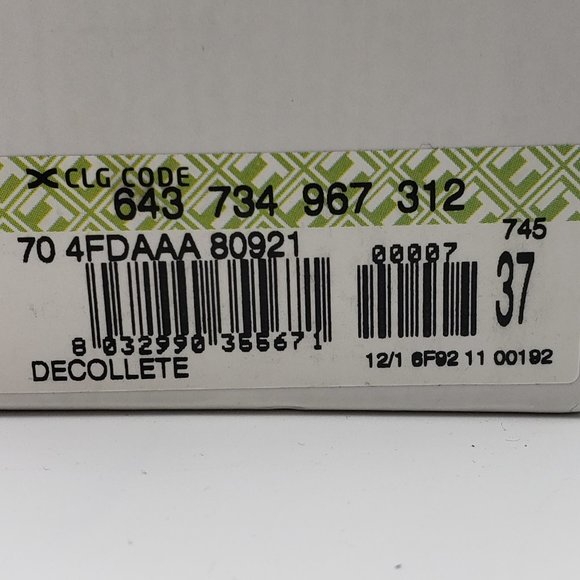 CLG CODE
643 734 967 312
745
70 4FDAAA 80921
00007
37
8 032990 366671
12/1 6F92 11 00192
DECOLLETE